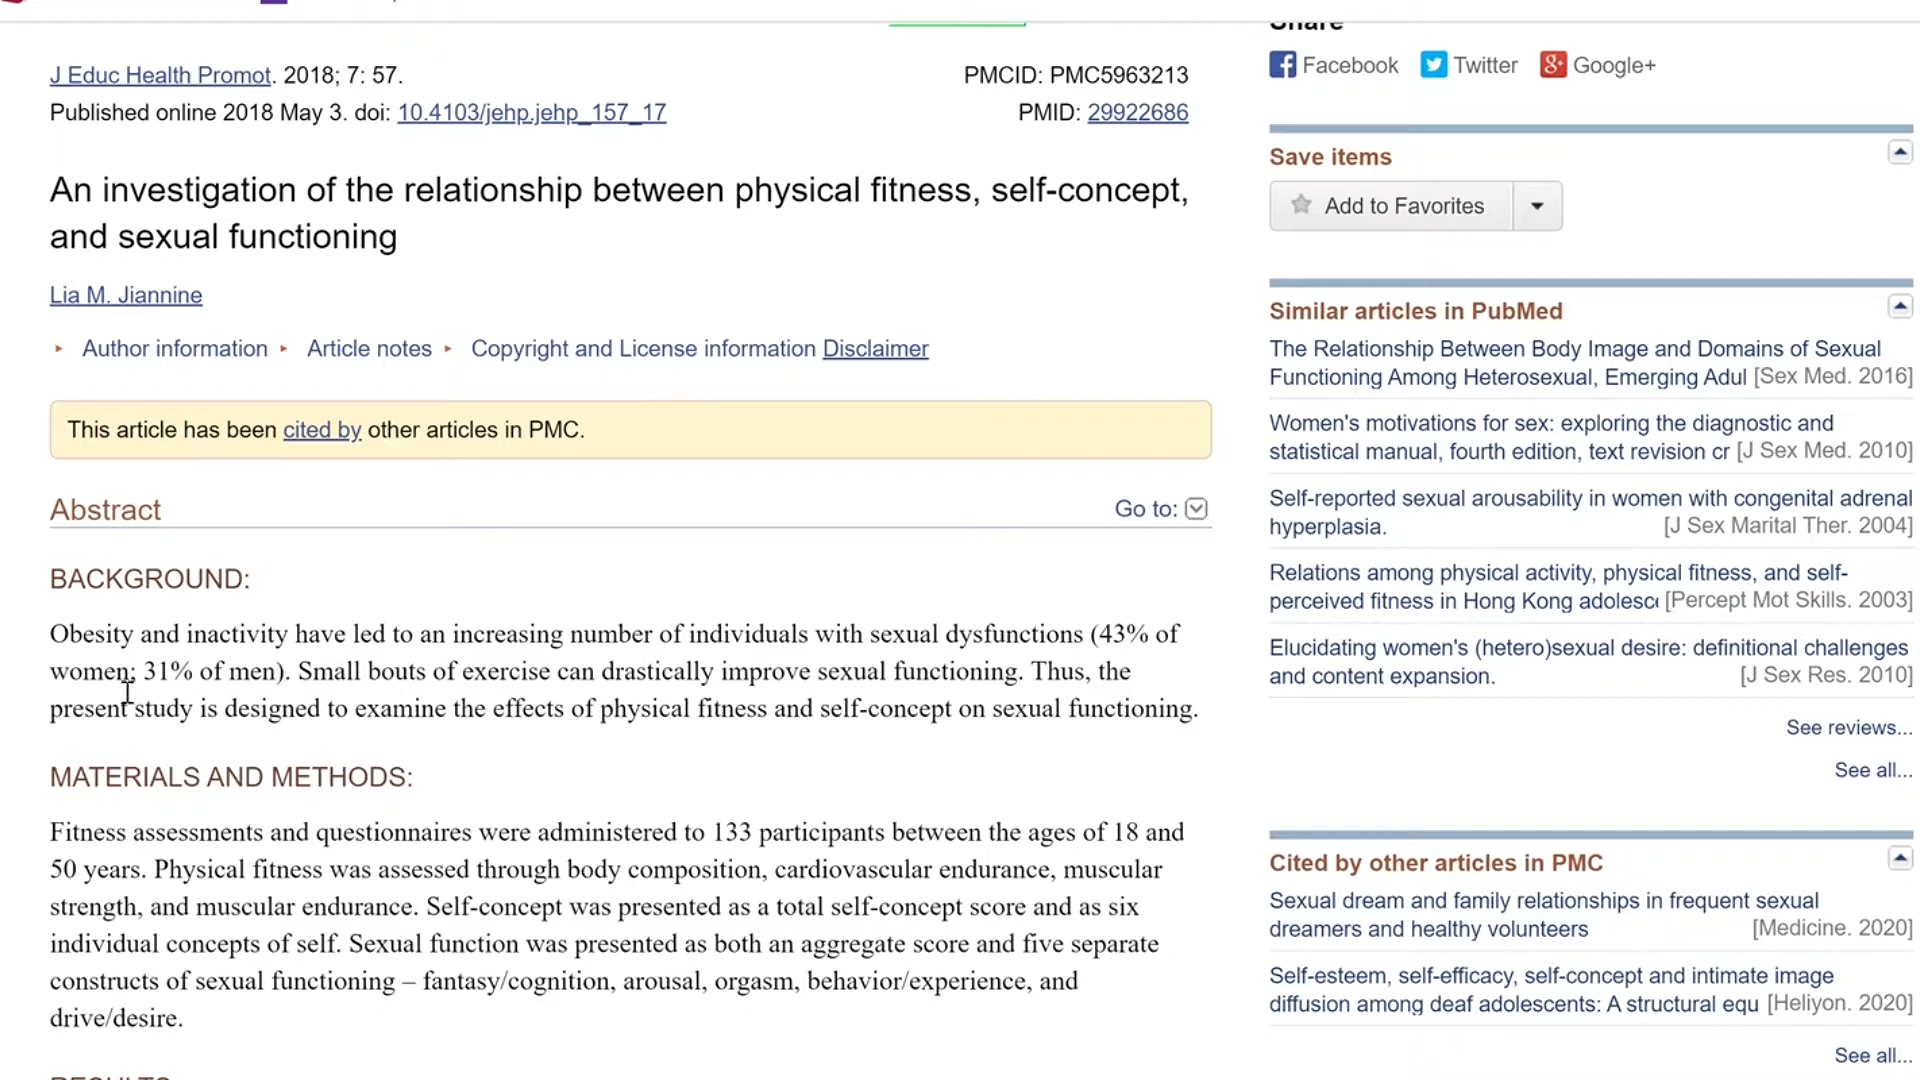 Share
J Educ Health Promot. 2018; 7: 57.
PMCID: PMC5963213
Published online 2018 May 3. doi: 10.4103/jehp.jehp_157_17
PMID: 29922686
An investigation of the relationship between physical fitness, self-concept,
and sexual functioning
Lia M. Jiannine
Author information
Article notes
Copyright and License information Disclaimer
This article has been cited by other articles in PMC.
Abstract
Go to:
BACKGROUND:
Obesity and inactivity have led to an increasing number of individuals with sexual dysfunctions (43% of
women; 31% of men). Small bouts of exercise can drastically improve sexual functioning. Thus, the
present study is designed to examine the effects of physical fitness and self-concept on sexual functioning.
MATERIALS AND METHODS:
Fitness assessments and questionnaires were administered to 133 participants between the ages of 18 and
50 years. Physical fitness was assessed through body composition, cardiovascular endurance, muscular
strength, and muscular endurance. Self-concept was presented as a total self-concept score and as six
individual concepts of self. Sexual function was presented as both an aggregate score and five separate
constructs of sexual functioning – fantasy/cognition, arousal, orgasm, behavior/experience, and
drive/desire.
RESULTS
Facebook
Twitter
Google+
Save items
Add to Favorites
Similar articles in PubMed
The Relationship Between Body Image and Domains of Sexual
Functioning Among Heterosexual, Emerging Adul [Sex Med. 2016]
Women's motivations for sex: exploring the diagnostic and
statistical manual, fourth edition, text revision cr [J Sex Med. 2010]
Self-reported sexual arousability in women with congenital adrenal
hyperplasia. [J Sex Marital Ther. 2004]
Relations among physical activity, physical fitness, and self-
perceived fitness in Hong Kong adolesc [Percept Mot Skills. 2003]
Elucidating women's (hetero)sexual desire: definitional challenges
and content expansion. [J Sex Res. 2010]
See reviews...
See all...
Cited by other articles in PMC
Sexual dream and family relationships in frequent sexual
dreamers and healthy volunteers [Medicine. 2020]
Self-esteem, self-efficacy, self-concept and intimate image
diffusion among deaf adolescents: A structural equ [Heliyon. 2020]
See all...